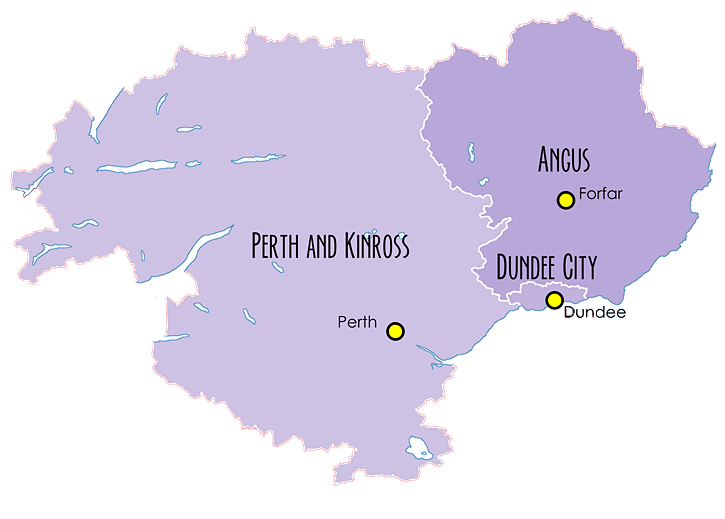 Angus
Forfar
Perth and Kinross
Dundee City
Dundee
Perth